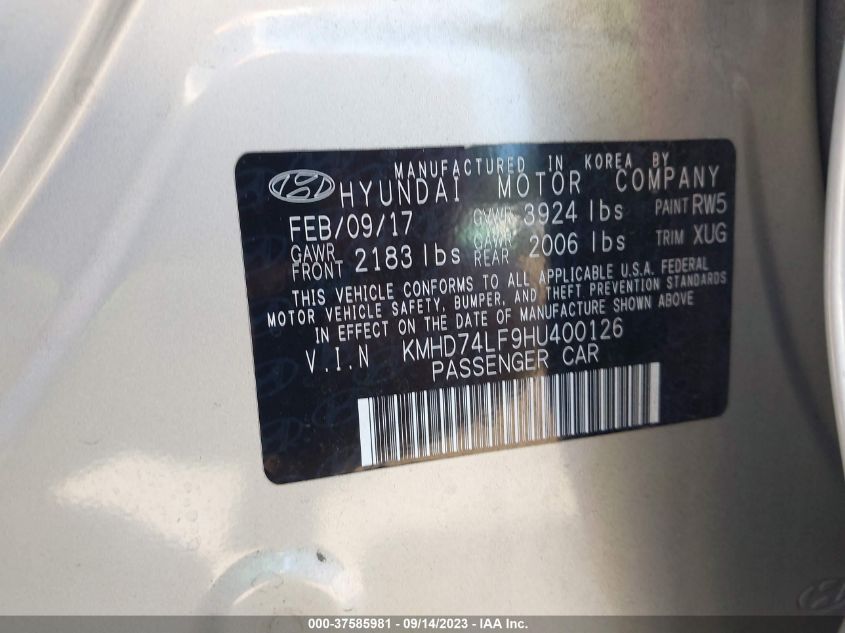 MANUFACTURED IN KOREA BY
HYUNDAI MOTOR COMPANY
FEB/09/17 GVWR 3924 lbs PAINT RW5
GAWR FRONT 2183 lbs GAWR REAR 2006 lbs TRIM XUG
THIS VEHICLE CONFORMS TO ALL APPLICABLE U.S.A. FEDERAL
MOTOR VEHICLE SAFETY, BUMPER, AND THEFT PREVENTION STANDARDS
IN EFFECT ON THE DATE OF MANUFACTURE SHOWN ABOVE
V.I.N KMHD74LF9HU400126
PASSENGER CAR
000-37585981 - 09/14/2023 - IAA Inc.